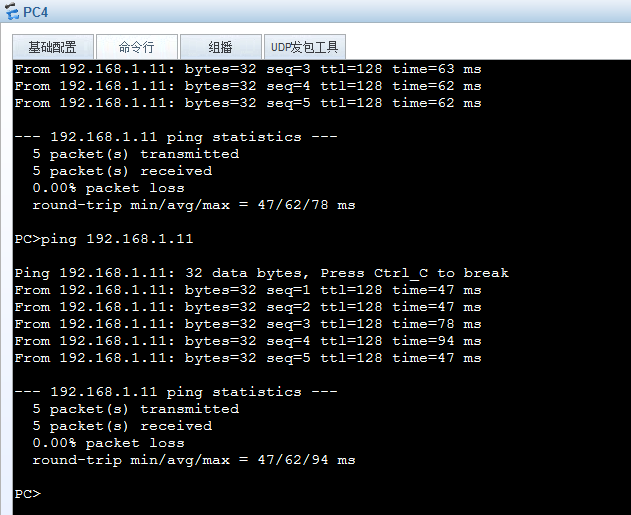 PC4
基础配置
命令行
组播
UDP发包工具
From 192.168.1.11: bytes=32 seq=3 ttl=128 time=63 ms
From 192.168.1.11: bytes=32 seq=4 ttl=128 time=62 ms
From 192.168.1.11: bytes=32 seq=5 ttl=128 time=62 ms
--- 192.168.1.11 ping statistics ---
5 packet(s) transmitted
5 packet(s) received
0.00% packet loss
round-trip min/avg/max = 47/62/78 ms
PC>ping 192.168.1.11
Ping 192.168.1.11: 32 data bytes, Press Ctrl_C to break
From 192.168.1.11: bytes=32 seq=1 ttl=128 time=47 ms
From 192.168.1.11: bytes=32 seq=2 ttl=128 time=47 ms
From 192.168.1.11: bytes=32 seq=3 ttl=128 time=78 ms
From 192.168.1.11: bytes=32 seq=4 ttl=128 time=94 ms
From 192.168.1.11: bytes=32 seq=5 ttl=128 time=47 ms
--- 192.168.1.11 ping statistics ---
5 packet(s) transmitted
5 packet(s) received
0.00% packet loss
round-trip min/avg/max = 47/62/94 ms
PC>